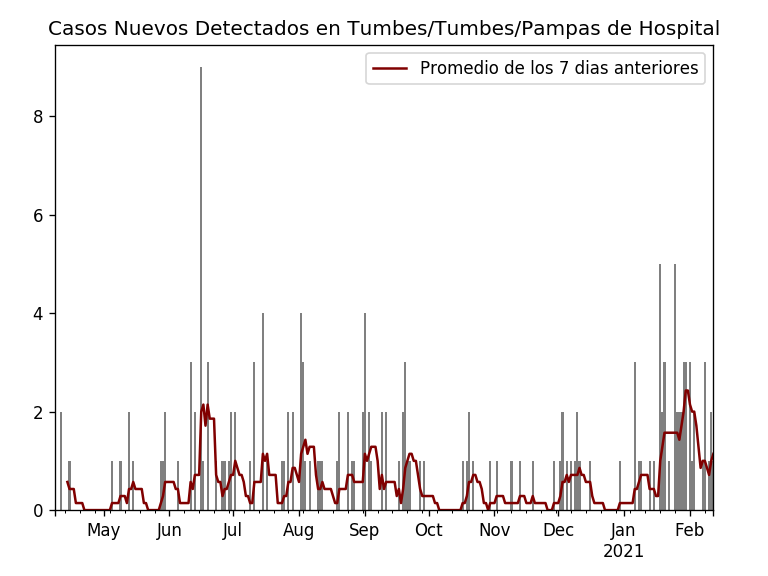 Casos Nuevos Detectados en Tumbes/Tumbes/Pampas de Hospital
Promedio de los 7 dias anteriores
8
6
4
2
0
May Jun Jul Aug Sep Oct Nov Dec Jan Feb
2021